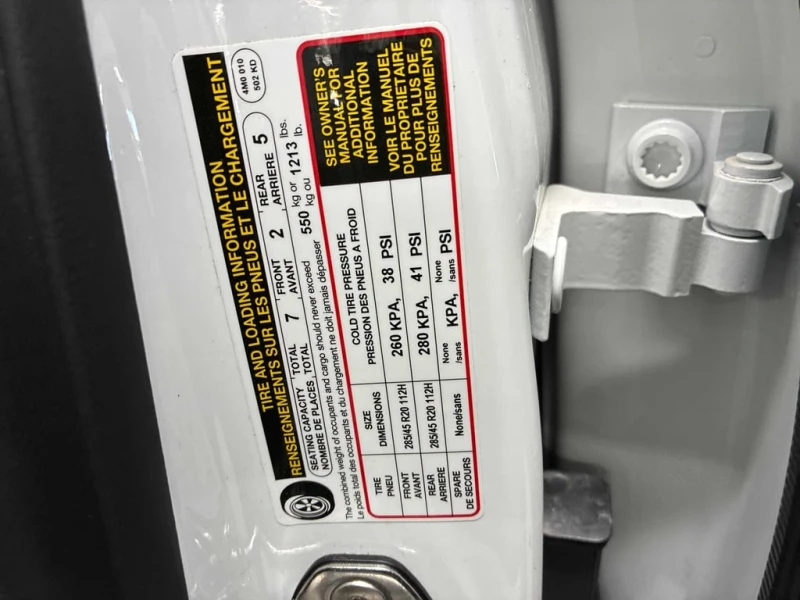 TIRE AND LOADING INFORMATION
RENSEIGNEMENTS SUR LES PNEUS ET LE CHARGEMENT
4M0 010
502 KD
SEATING CAPACITY TOTAL 7 FRONT 2 REAR 5
NOMBRE DE PLACES, TOTAL AVANT ARRIERE
The combined weight of occupants and cargo should never exceed 550 kg or 1213 lbs.
Le poids total des occupants et du chargement ne doit jamais dépasser kg ou lb.
TIRE SIZE COLD TIRE PRESSURE
PNEU DIMENSIONS PRESSION DES PNEUS A FROID
FRONT
AVANT 285/45 R20 112H 260 KPA, 38 PSI
REAR
ARRIERE 285/45 R20 112H 280 KPA, 41 PSI
SPARE
DE SECOURS None/sans None
/sans KPA, None
/sans PSI
SEE OWNER'S
MANUAL FOR
ADDITIONAL
INFORMATION
VOIR LE MANUEL
DU PROPRIETAIRE
POUR PLUS DE
RENSEIGNEMENTS